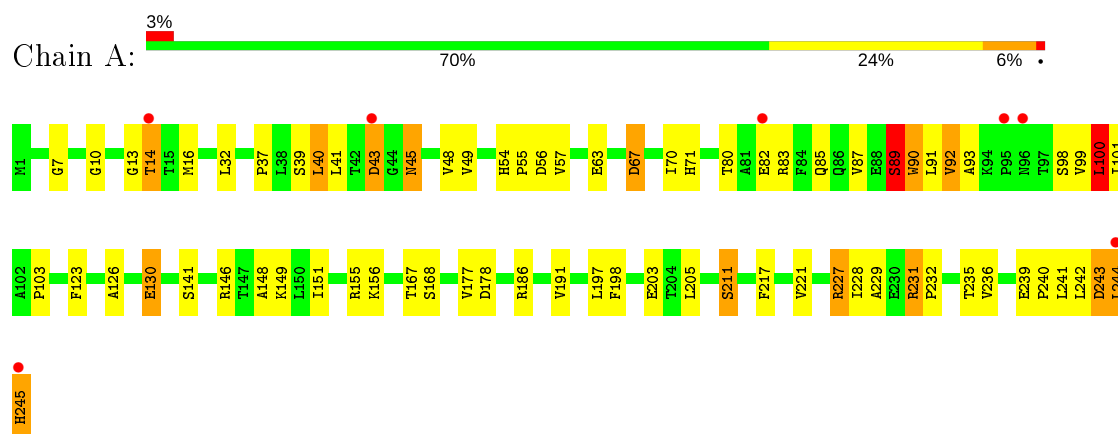 3%
Chain A:
70% 24% 6% •
M1 G7 G10 G13 T14 T15 M16 L32 P37 L38 S39 L40 L41 T42 D43 G44 N45 V48 V49 H54 P55 D56 V57 E63 D67 I70 H71 T80 A81 E82 R83 F84 Q85 Q86 V87 E88 S89 W90 L91 V92 A93 K94 P95 N96 T97 S98 V99 L100 I101
A102 P103 F123 A126 E130 S141 R146 T147 A148 K149 L150 I151 R155 K156 T167 S168 V177 D178 R186 V191 L197 F198 E203 T204 L205 S211 F217 V221 R227 I228 A229 E230 R231 P232 T235 V236 E239 P240 L241 L242 D243 L244
H245